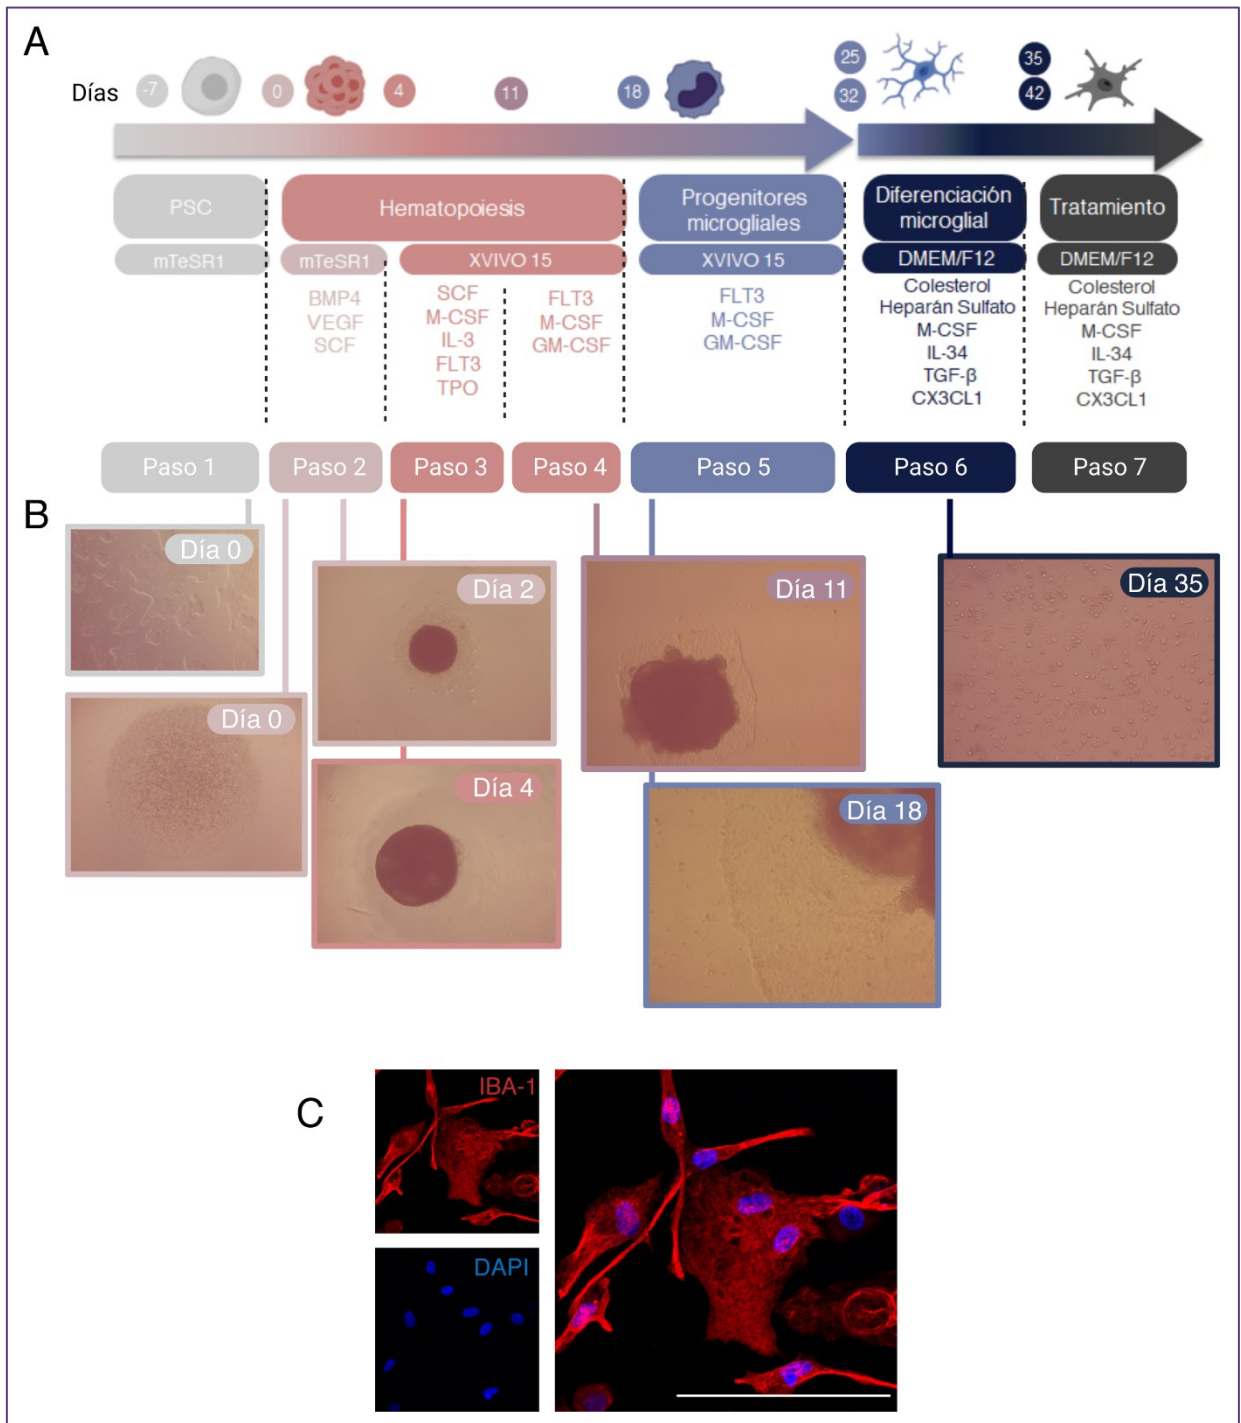 A
Días -7 0 4 11 18 25 32 35 42
PSC
Hematopoiesis
Progenitores
microgliales
Diferenciación
microglial
Tratamiento
mTeSR1
mTeSR1
XVIVO 15
XVIVO 15
DMEM/F12
DMEM/F12
BMP4
VEGF
SCF
SCF
M-CSF
IL-3
FLT3
TPO
FLT3
M-CSF
GM-CSF
FLT3
M-CSF
GM-CSF
Colesterol
Heparán Sulfato
M-CSF
IL-34
TGF-β
CX3CL1
Colesterol
Heparán Sulfato
M-CSF
IL-34
TGF-β
CX3CL1
Paso 1
Paso 2
Paso 3
Paso 4
Paso 5
Paso 6
Paso 7
B
Día 0
Día 0
Día 2
Día 4
Día 11
Día 18
Día 35
C
IBA-1
DAPI